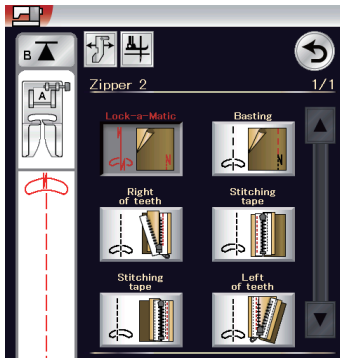 B
A
Zipper 2 1/1
Lock-a-Matic Basting
Right
of teeth
Stitching
tape
Stitching
tape
Left
of teeth